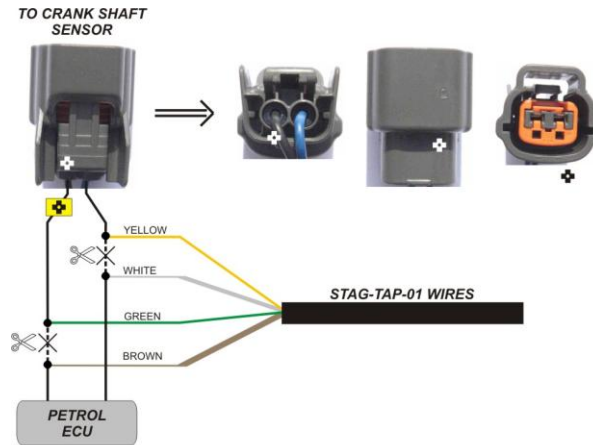 TO CRANK SHAFT
SENSOR
YELLOW
WHITE
STAG-TAP-01 WIRES
GREEN
BROWN
PETROL
ECU